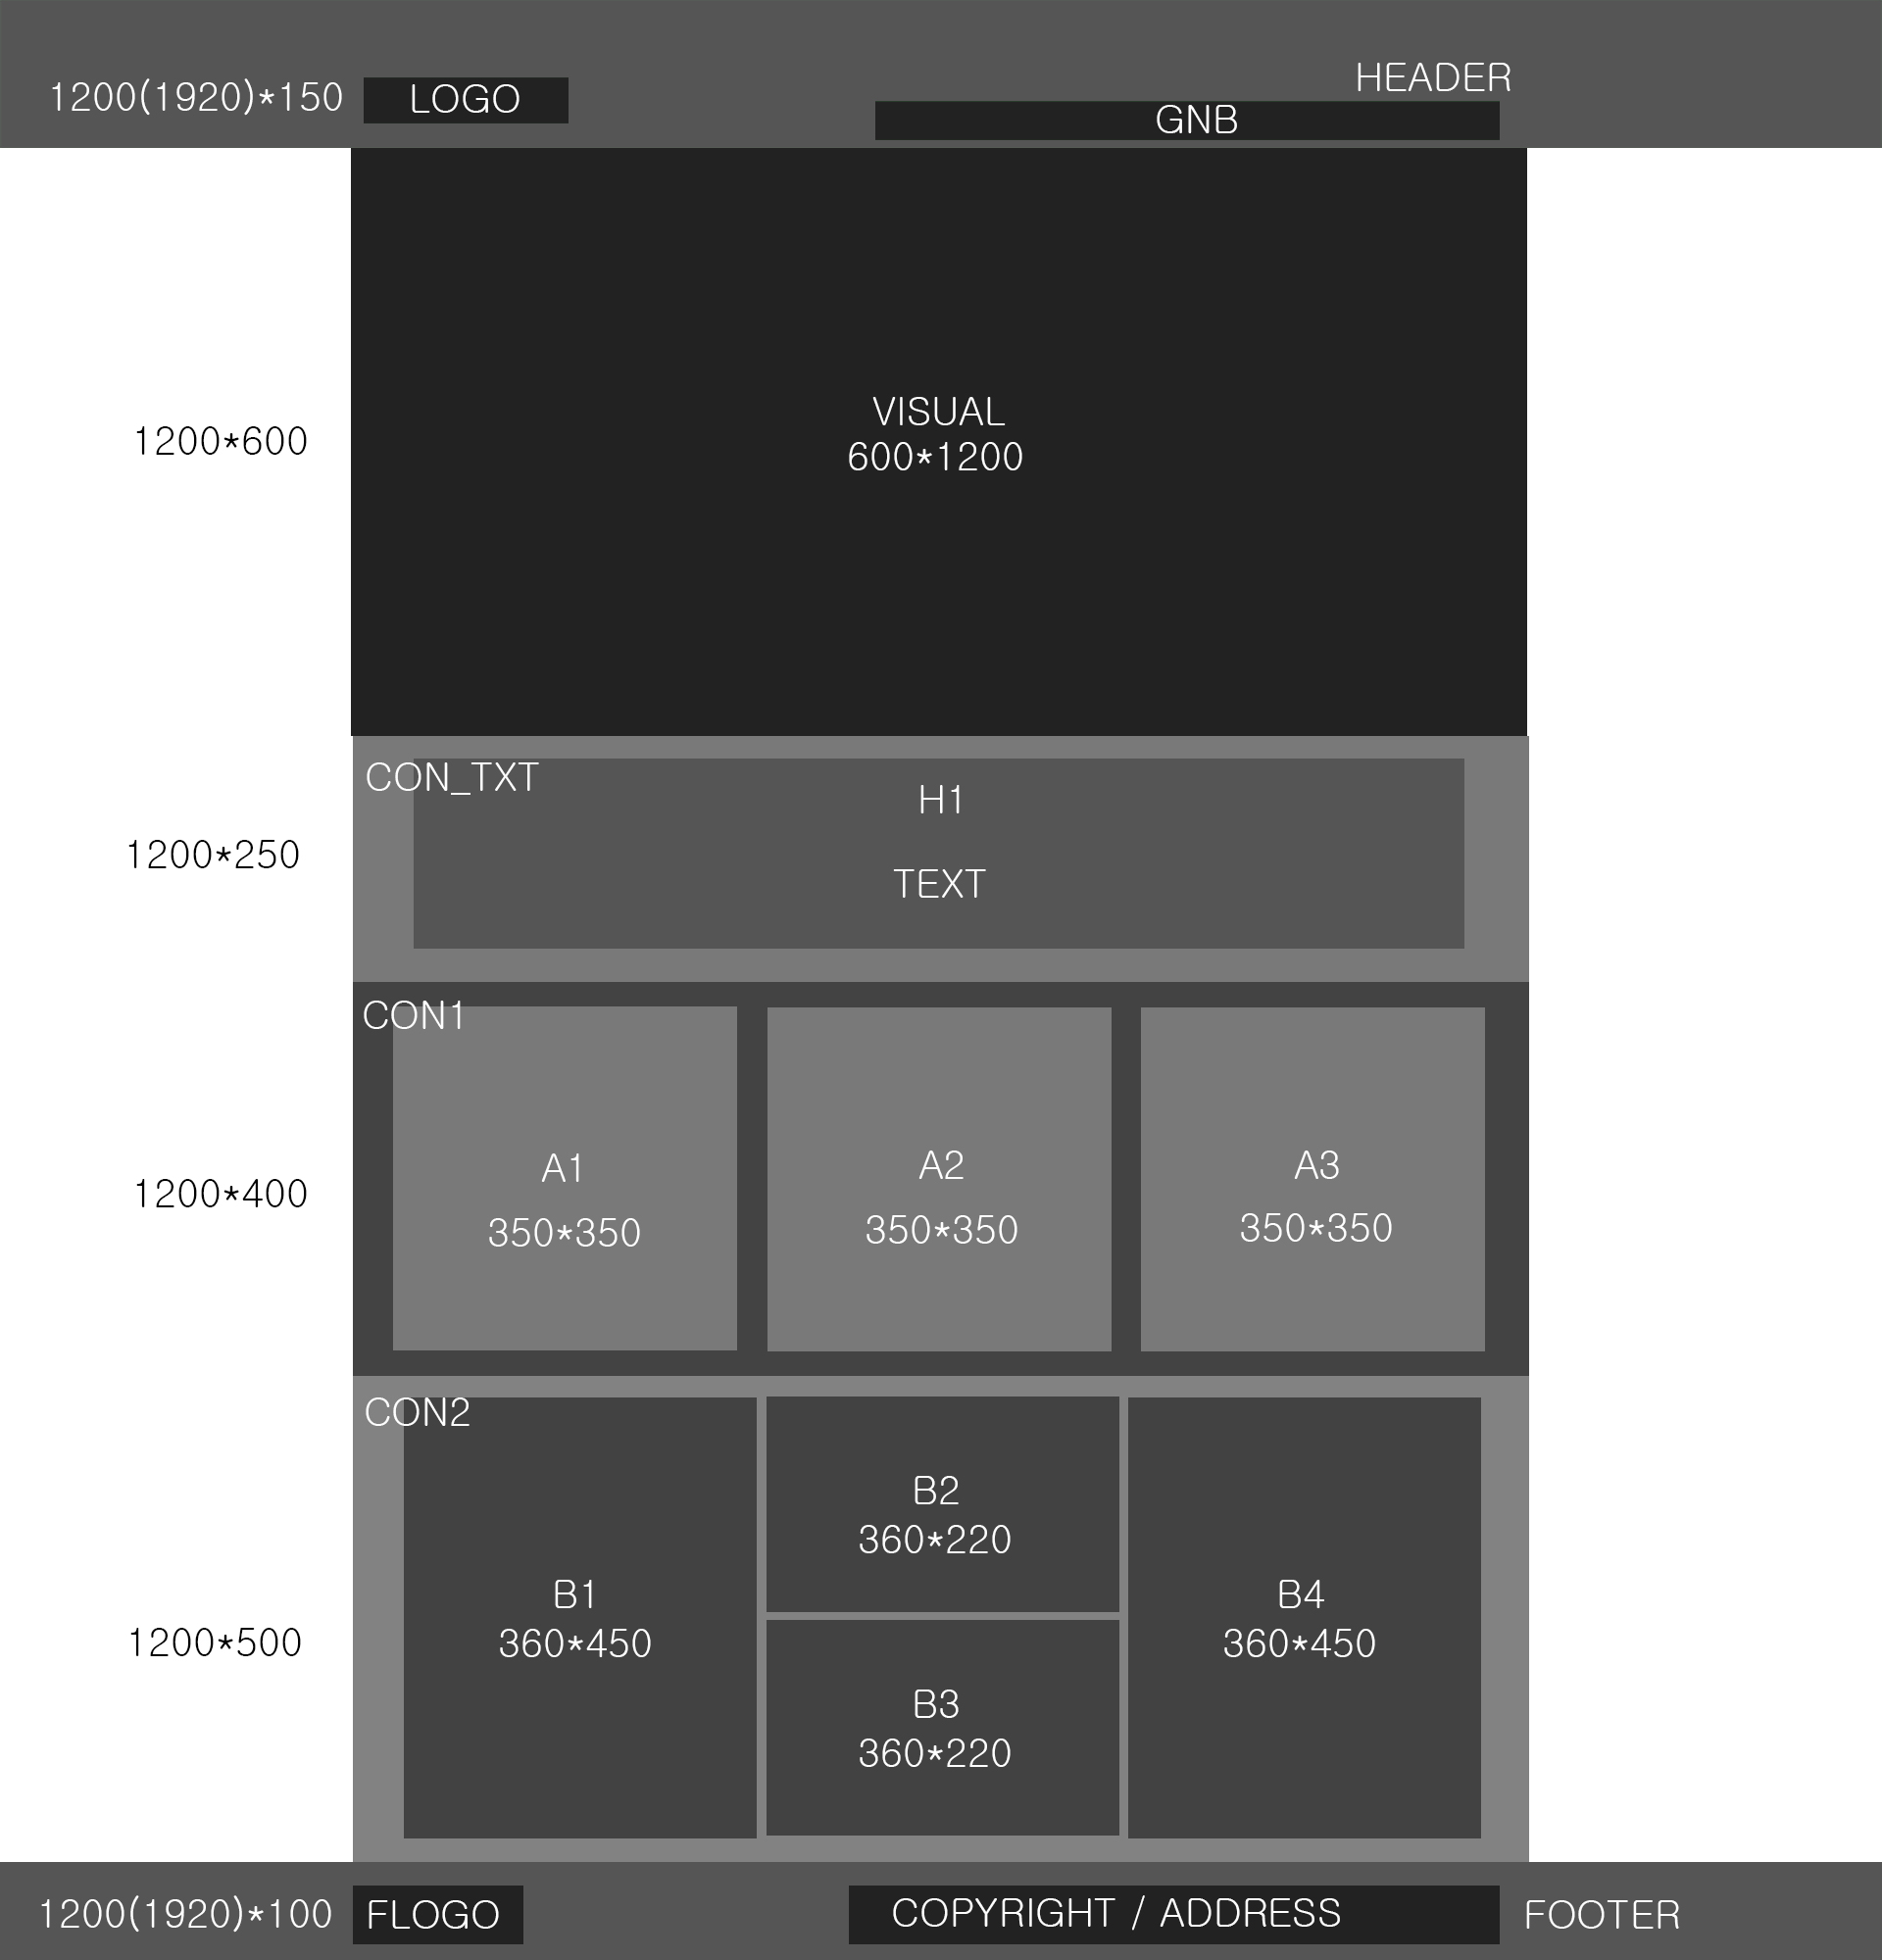 HEADER
1200(1920)*150
LOGO
GNB
VISUAL
600*1200
1200*600
CON_TXT
H1
1200*250
TEXT
CON1
A1
350*350
A2
350*350
A3
350*350
1200*400
CON2
B1
360*450
B2
360*220
B3
360*220
B4
360*450
1200*500
1200(1920)*100
FLOGO
COPYRIGHT / ADDRESS
FOOTER